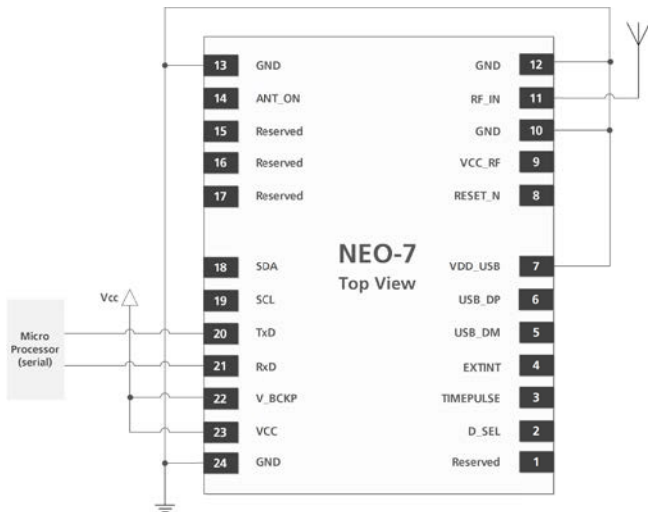 13 GND GND 12
14 ANT_ON RF_IN 11
15 Reserved GND 10
16 Reserved VCC_RF 9
17 Reserved RESET_N 8
NEO-7
Top View
18 SDA VDD_USB 7
Vcc
19 SCL USB_DP 6
Micro
Processor
(serial)
20 TxD USB_DM 5
21 RxD EXTINT 4
22 V_BCKP TIMEPULSE 3
23 VCC D_SEL 2
24 GND Reserved 1